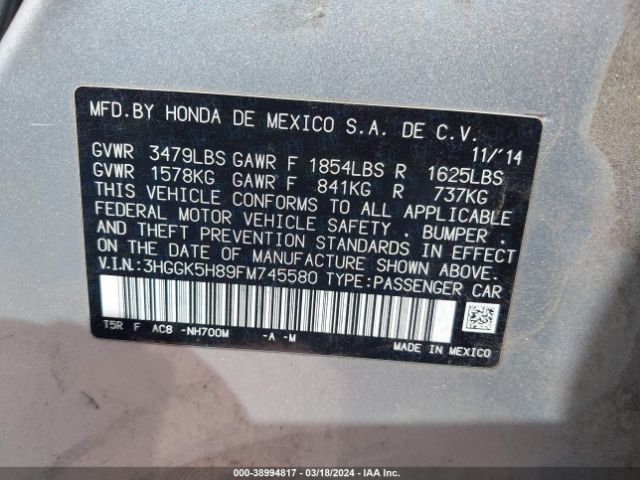 MFD.BY HONDA DE MEXICO S.A. DE C.V.
11/'14
GVWR 3479LBS GAWR F 1854LBS R 1625LBS
GVWR 1578KG GAWR F 841KG R 737KG
THIS VEHICLE CONFORMS TO ALL APPLICABLE
FEDERAL MOTOR VEHICLE SAFETY , BUMPER ,
AND THEFT PREVENTION STANDARDS IN EFFECT
ON THE DATE OF MANUFACTURE SHOWN ABOVE.
V.I.N.:3HGGK5H89FM745580 TYPE:PASSENGER CAR
T5R F AC8 -NH700M -A -M
MADE IN MEXICO
000-38994817 | 03/18/2024 — IAAI.COM